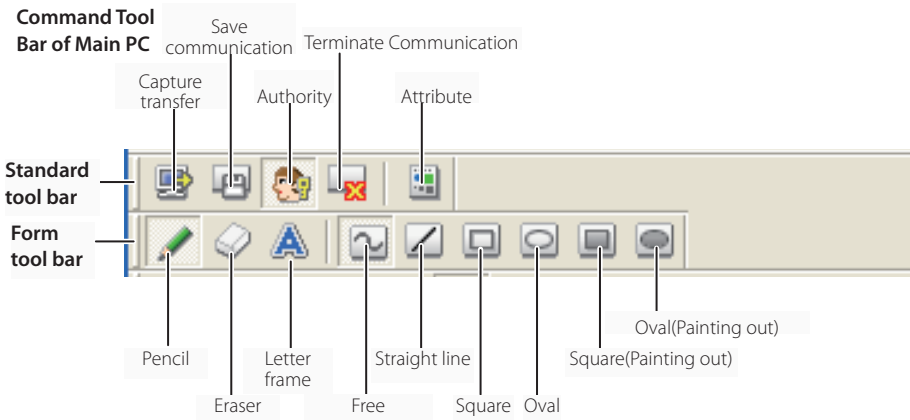 Command Tool
Bar of Main PC
Save
communication
Terminate Communication
Capture
transfer
Authority
Attribute
Standard
tool bar
Form
tool bar
A
Oval(Painting out)
Pencil
Letter
frame
Straight line
Square(Painting out)
Eraser
Free
Square
Oval